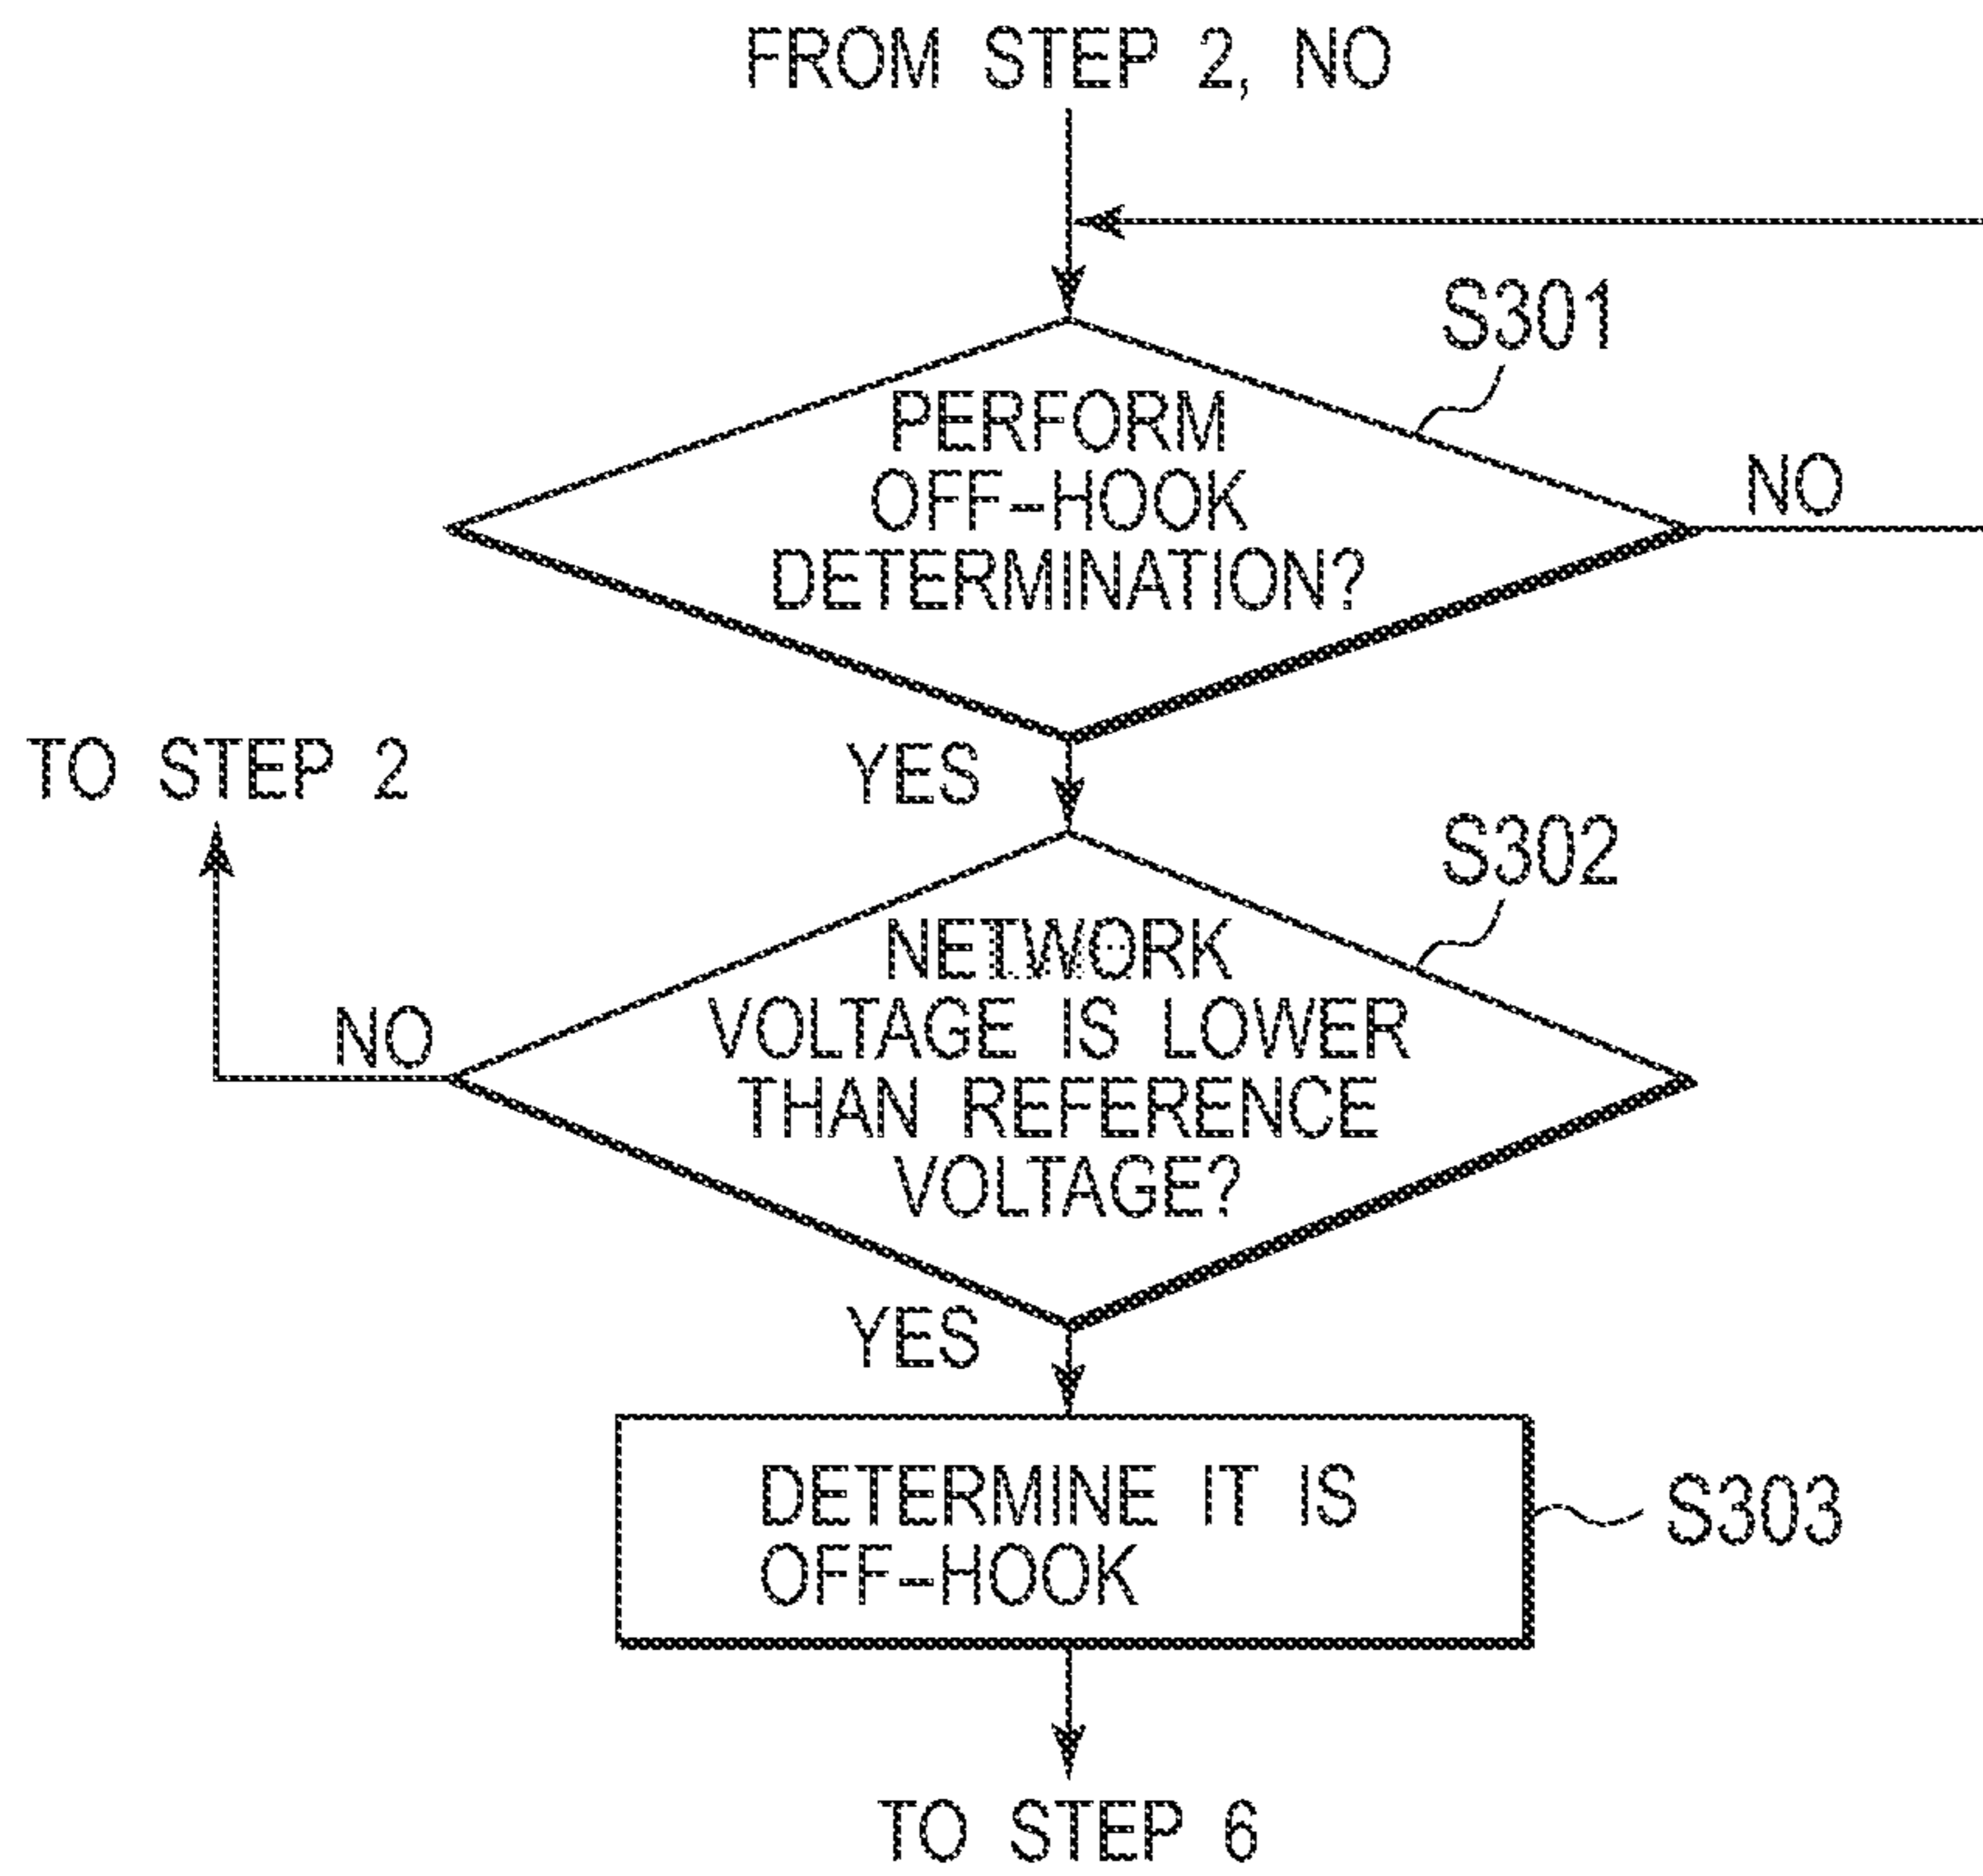 FROM STEP 2, NO
S301
PERFORM
OFF-HOOK
DETERMINATION?
NO
YES
TO STEP 2
S302
NETWORK
VOLTAGE IS LOWER
THAN REFERENCE
VOLTAGE?
NO
YES
DETERMINE IT IS
OFF-HOOK
S303
TO STEP 6